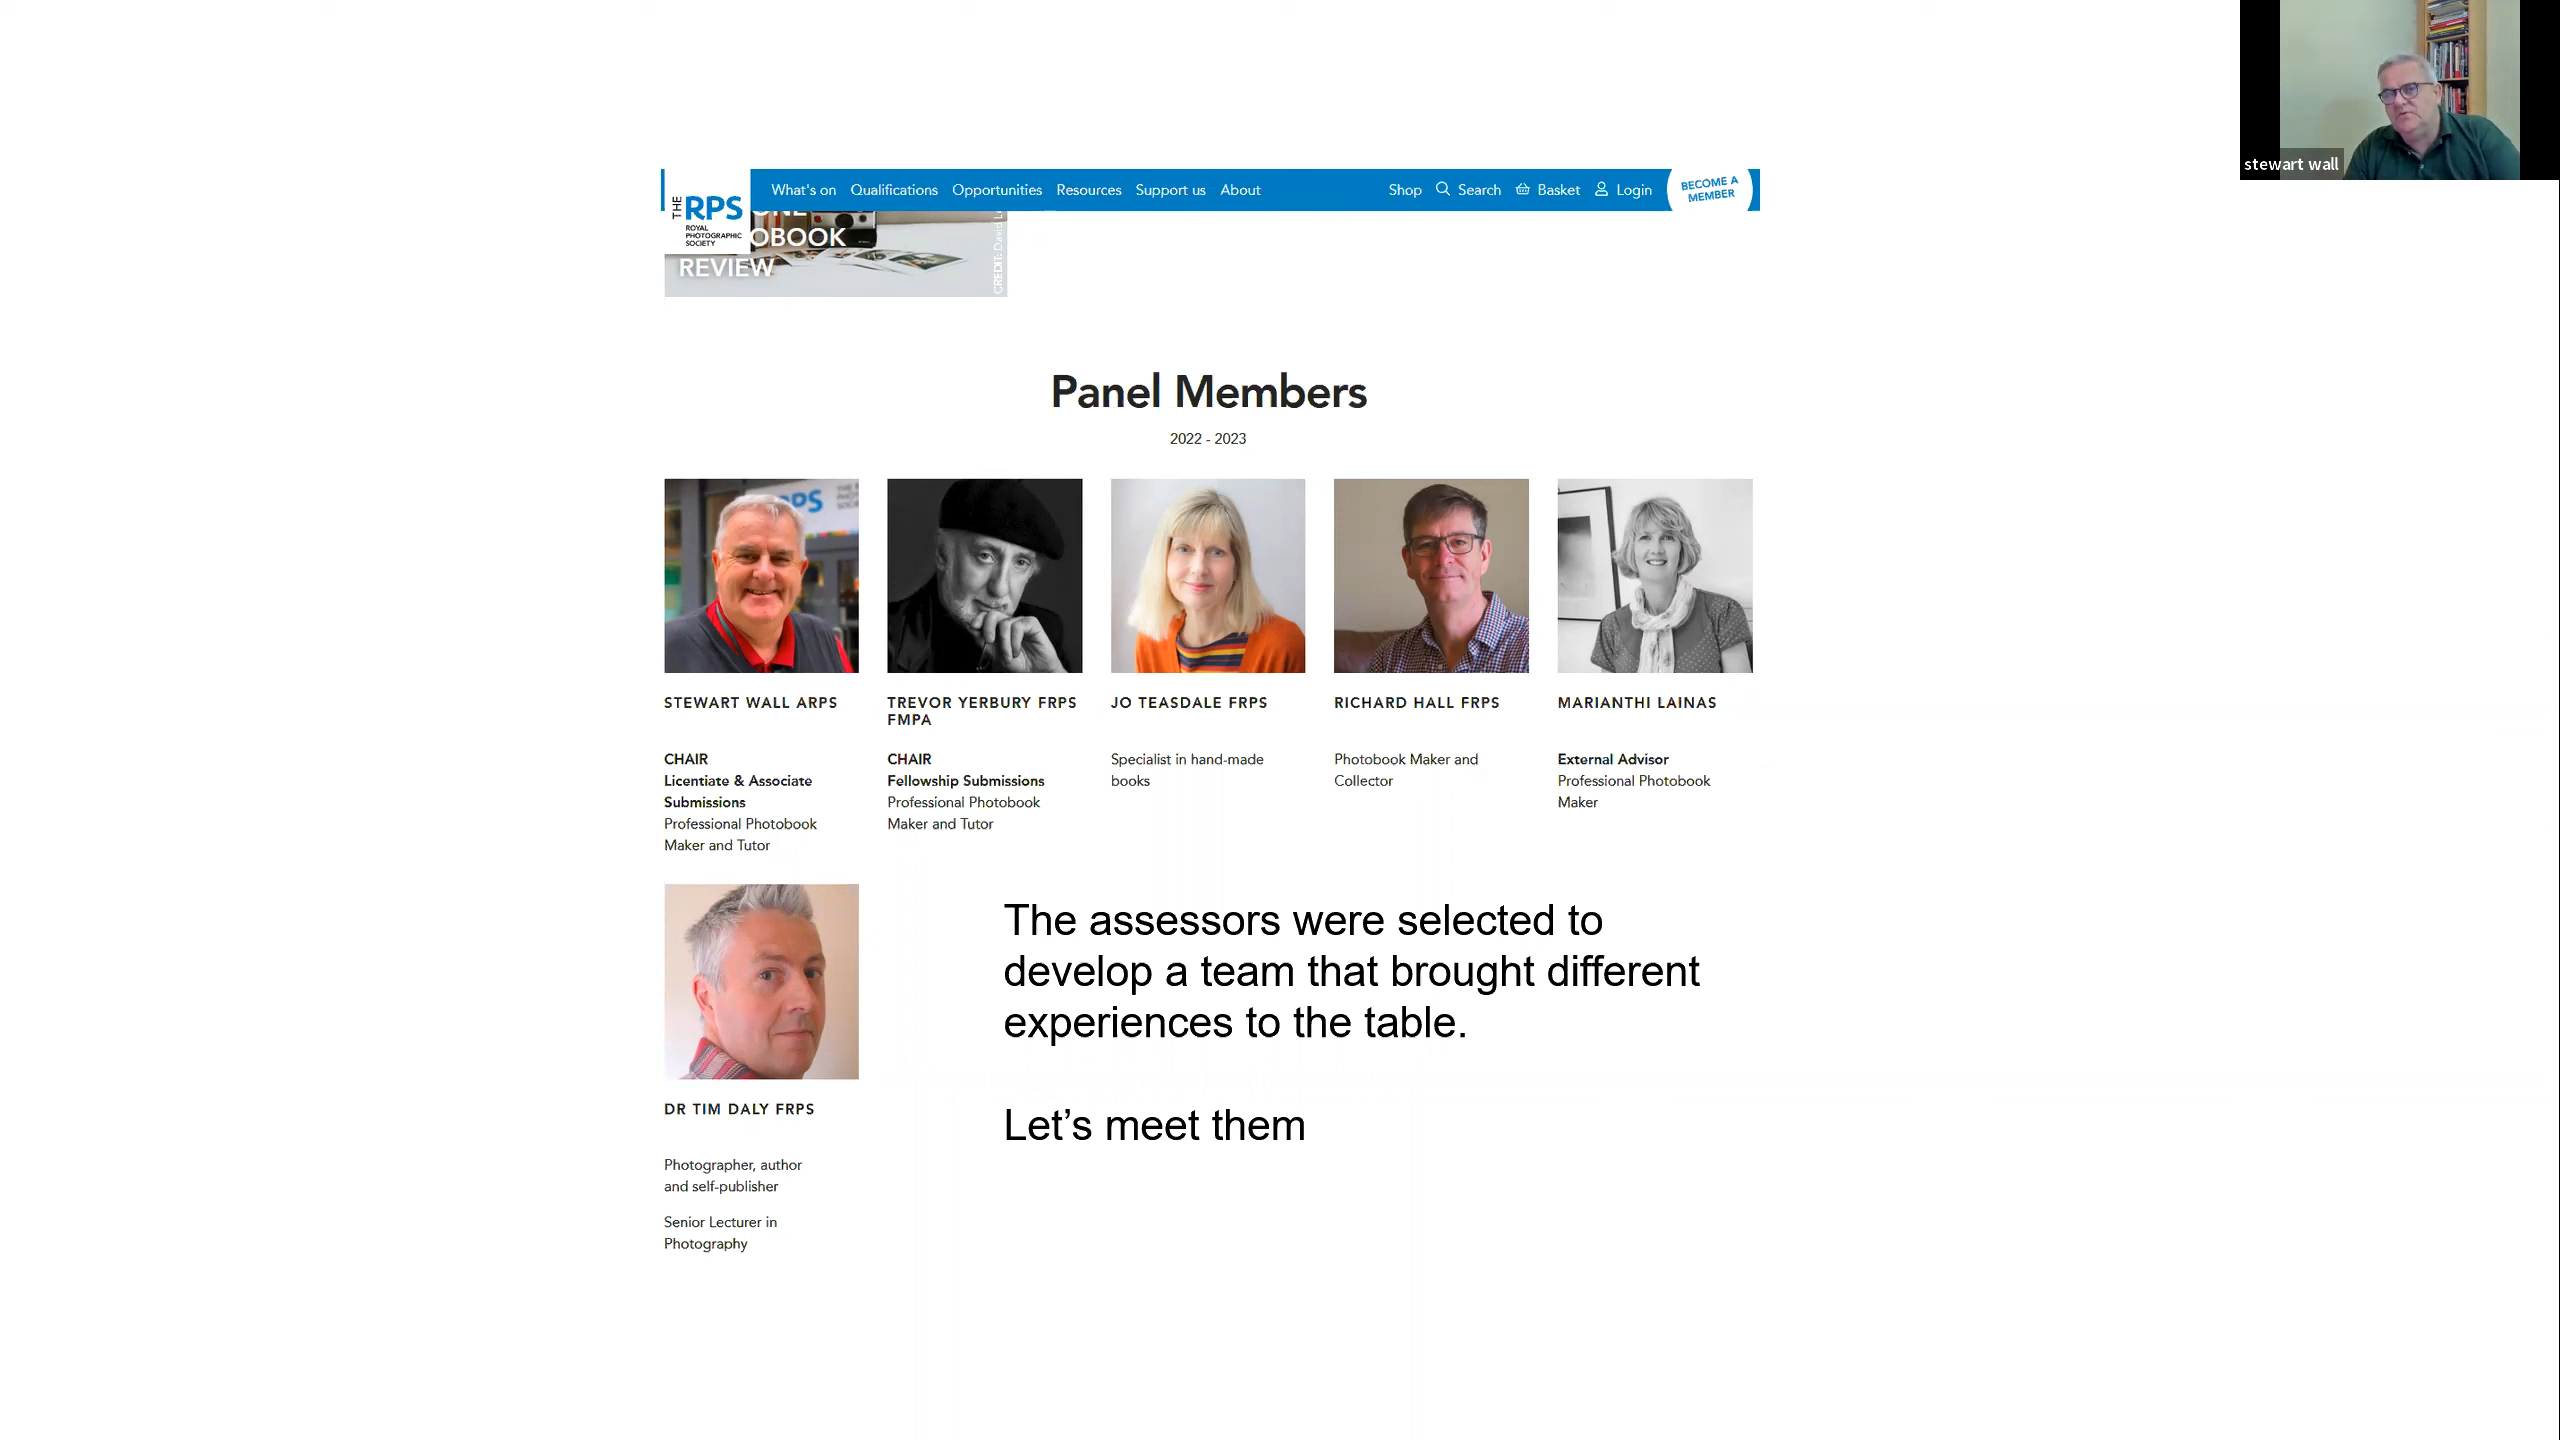 stewart wall
THE RPS
ROYAL
PHOTOGRAPHIC
SOCIETY
What's on Qualifications Opportunities Resources Support us About Shop Search Basket Login
BECOME A
MEMBER
OBOOK
REVIEW
CREDIT: David
Panel Members
2022 - 2023
STEWART WALL ARPS
CHAIR
Licentiate & Associate
Submissions
Professional Photobook
Maker and Tutor
TREVOR YERBURY FRPS
FMPA
CHAIR
Fellowship Submissions
Professional Photobook
Maker and Tutor
JO TEASDALE FRPS
Specialist in hand-made
books
RICHARD HALL FRPS
Photobook Maker and
Collector
MARIANTHI LAINAS
External Advisor
Professional Photobook
Maker
DR TIM DALY FRPS
Photographer, author
and self-publisher
Senior Lecturer in
Photography
The assessors were selected to
develop a team that brought different
experiences to the table.
Let’s meet them